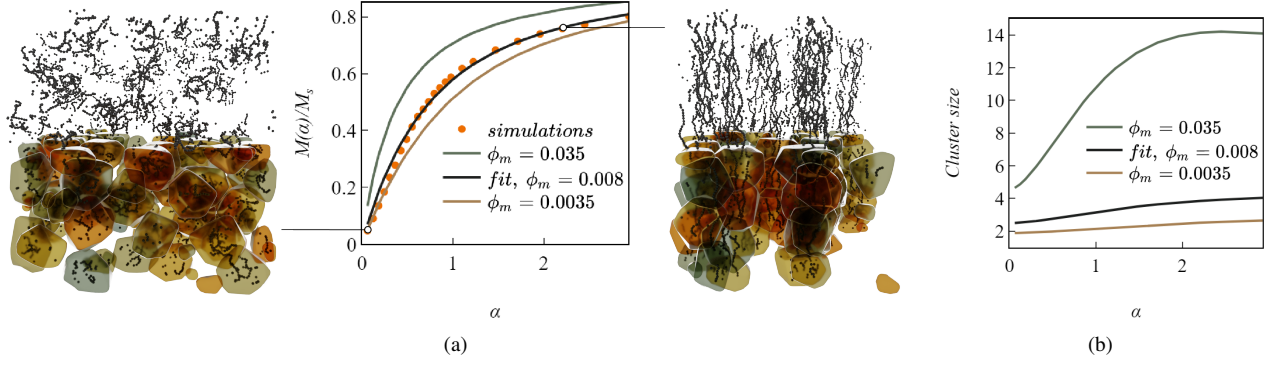 M(α)/M_s
0.8
0.6
0.4
0.2
0
0
1
2
α
simulations
ϕ_m = 0.035
fit, ϕ_m = 0.008
ϕ_m = 0.0035
(a)
Cluster size
14
12
10
8
6
4
2
0
1
2
α
ϕ_m = 0.035
fit, ϕ_m = 0.008
ϕ_m = 0.0035
(b)